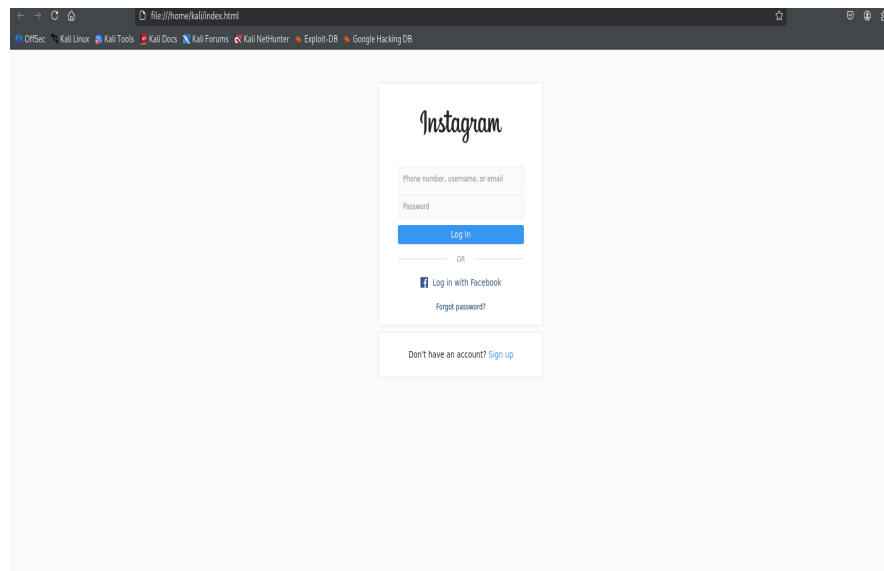 file:///home/kali/index.html
OffSec Kali Linux Kali Tools Kali Docs Kali Forums Kali NetHunter Exploit-DB Google Hacking DB
Instagram
Phone number, username, or email
Password
Log In
OR
Log in with Facebook
Forgot password?
Don't have an account? Sign up